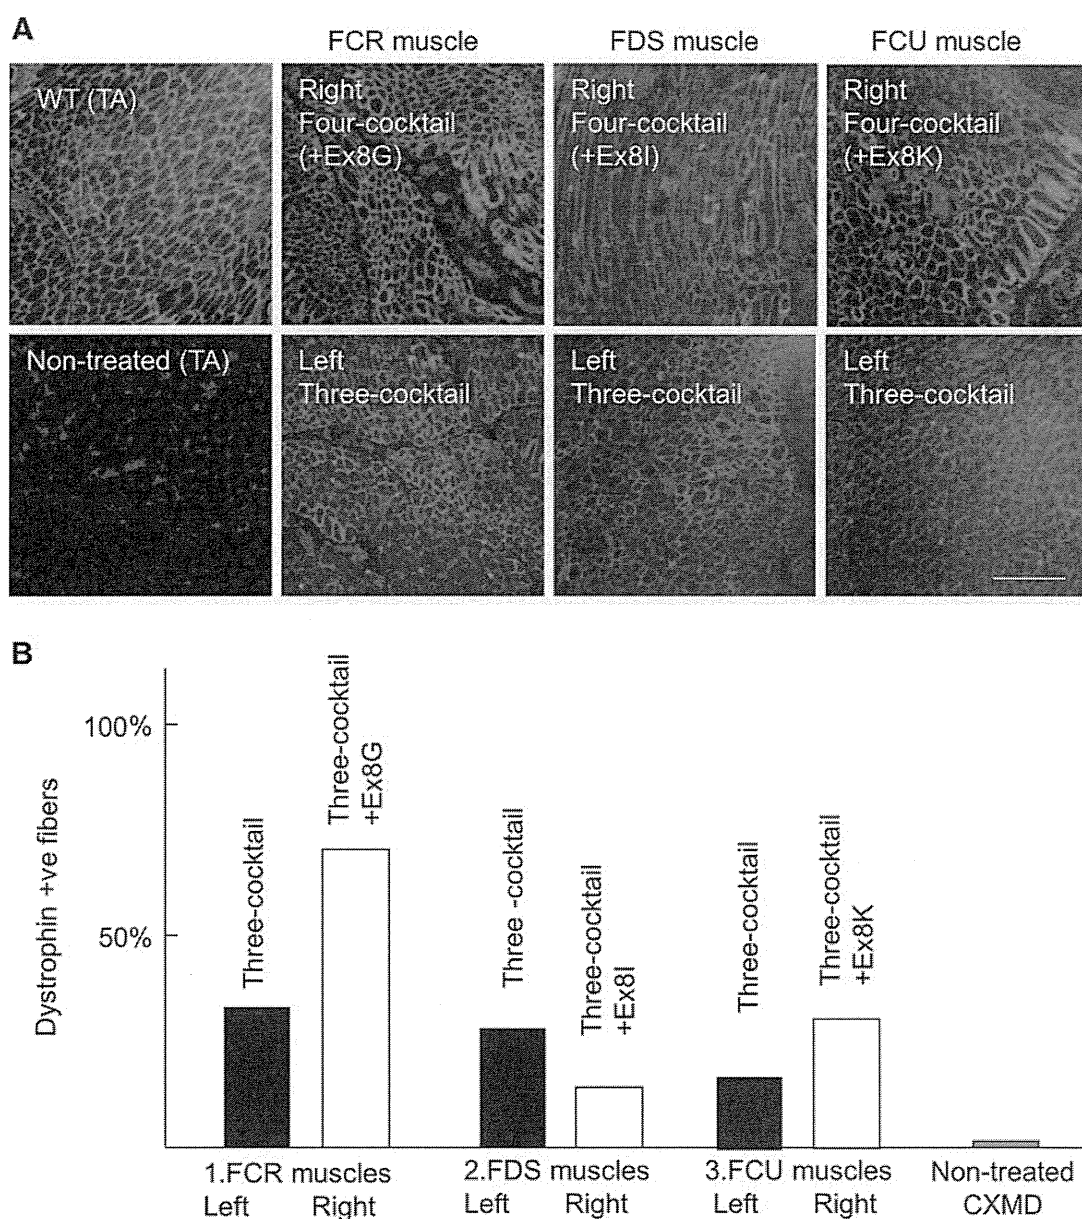 A
FCR muscle
FDS muscle
FCU muscle
WT (TA)
Right
Four-cocktail
(+Ex8G)
Right
Four-cocktail
(+Ex8I)
Right
Four-cocktail
(+Ex8K)
Non-treated (TA)
Left
Three-cocktail
Left
Three-cocktail
Left
Three-cocktail
B
Dystrophin +ve fibers
100%
50%
Three-cocktail
Three-cocktail
+Ex8G
Three -cocktail
Three-cocktail
+Ex8I
Three-cocktail
Three-cocktail
+Ex8K
1.FCR muscles
Left Right
2.FDS muscles
Left Right
3.FCU muscles
Left Right
Non-treated
CXMD